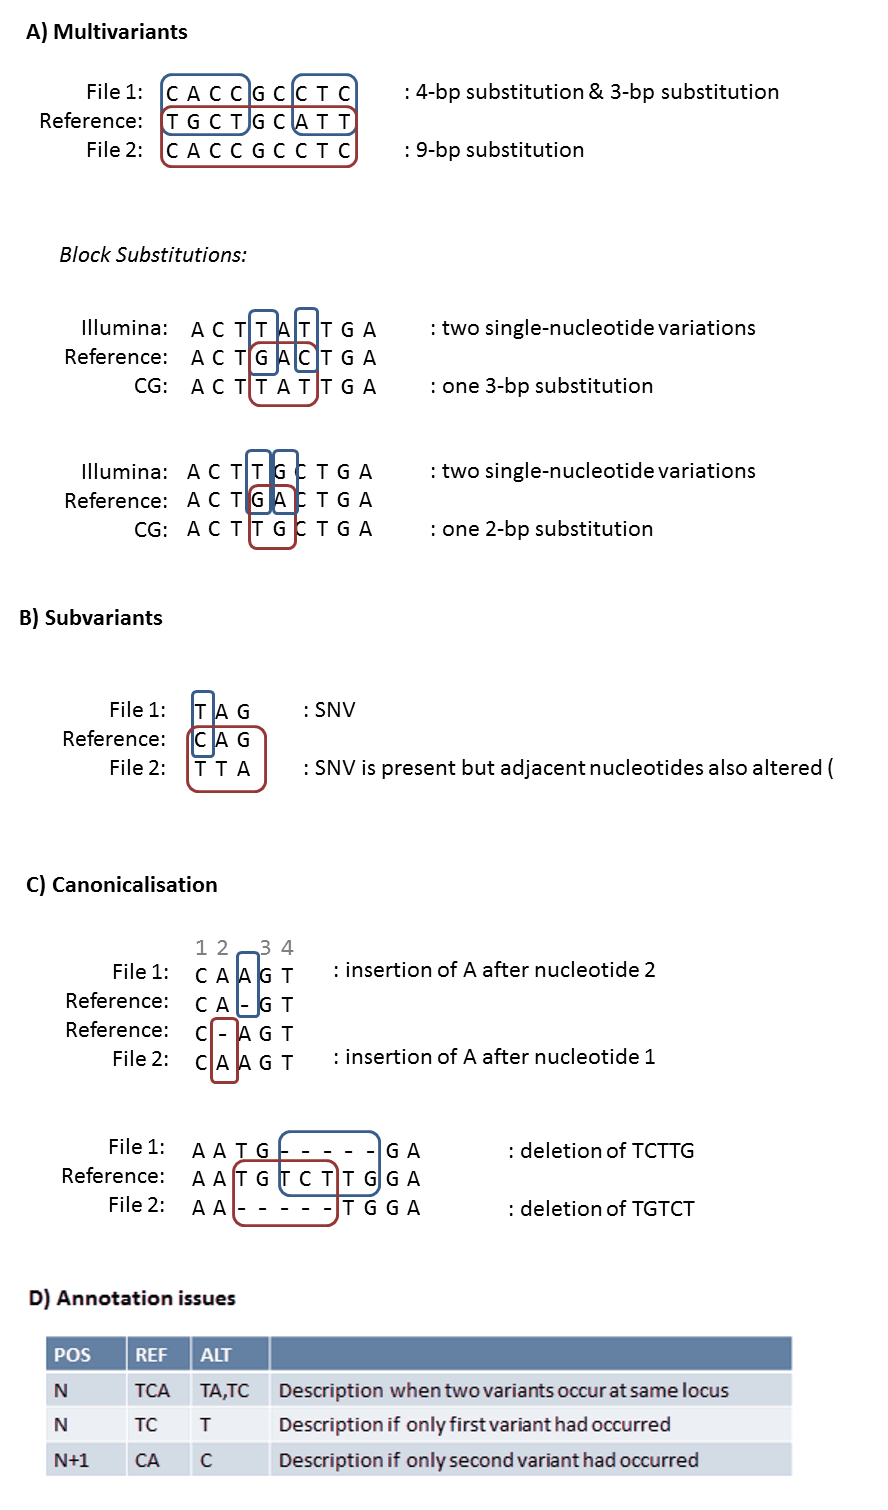 A) Multivariants
File 1: C A C C G C C T C : 4-bp substitution & 3-bp substitution
Reference: T G C T G C A T T
File 2: C A C C G C C T C : 9-bp substitution
Block Substitutions:
Illumina: A C T T A T T G A : two single-nucleotide variations
Reference: A C T G A C T G A
CG: A C T T A T T G A : one 3-bp substitution
Illumina: A C T T G C T G A : two single-nucleotide variations
Reference: A C T G A C T G A
CG: A C T T G C T G A : one 2-bp substitution
B) Subvariants
File 1: T A G : SNV
Reference: C A G
File 2: T T A : SNV is present but adjacent nucleotides also altered (
C) Canonicalisation
1 2 3 4
File 1: C A A G T : insertion of A after nucleotide 2
Reference: C A - G T
Reference: C - A G T
File 2: C A A G T : insertion of A after nucleotide 1
File 1: A A T G - - - - - G A : deletion of TCTTG
Reference: A A T G T C T T G G A
File 2: A A - - - - - T G G A : deletion of TGTCT
D) Annotation issues
POS REF ALT
N TCA TA,TC Description when two variants occur at same locus
N TC T Description if only first variant had occurred
N+1 CA C Description if only second variant had occurred